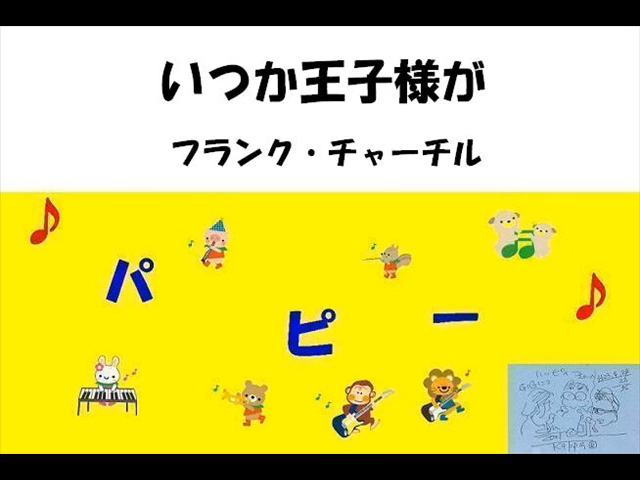 いつか王子様が
フランク・チャーチル
パピー